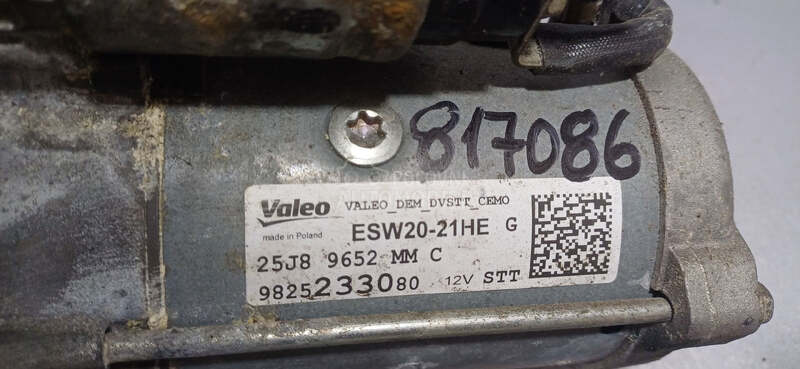 817086
Valeo VALEO_DEM_DVSTT_CEMO
made in Poland ESW20-21HE G
25J8 9652 MM C
9825233080 12V STT